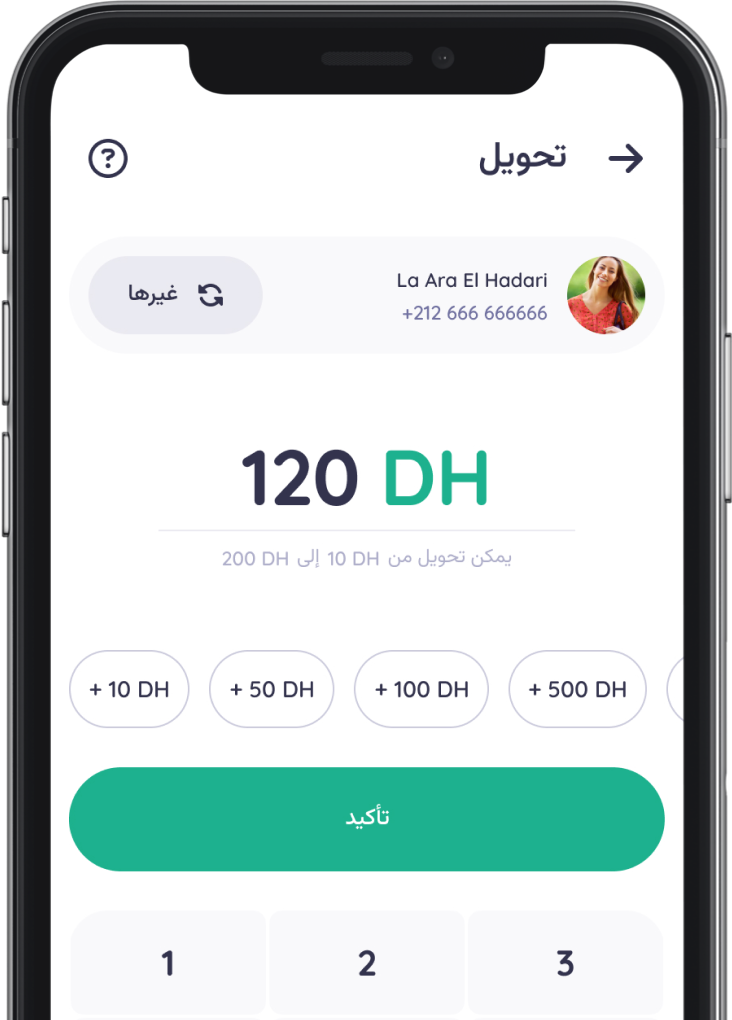 تحويل
?
La Ara El Hadari
+212 666 666666
غيرها
120 DH
يمكن تحويل من 10 DH إلى 200 DH
+ 10 DH
+ 50 DH
+ 100 DH
+ 500 DH
تأكيد
1 2 3